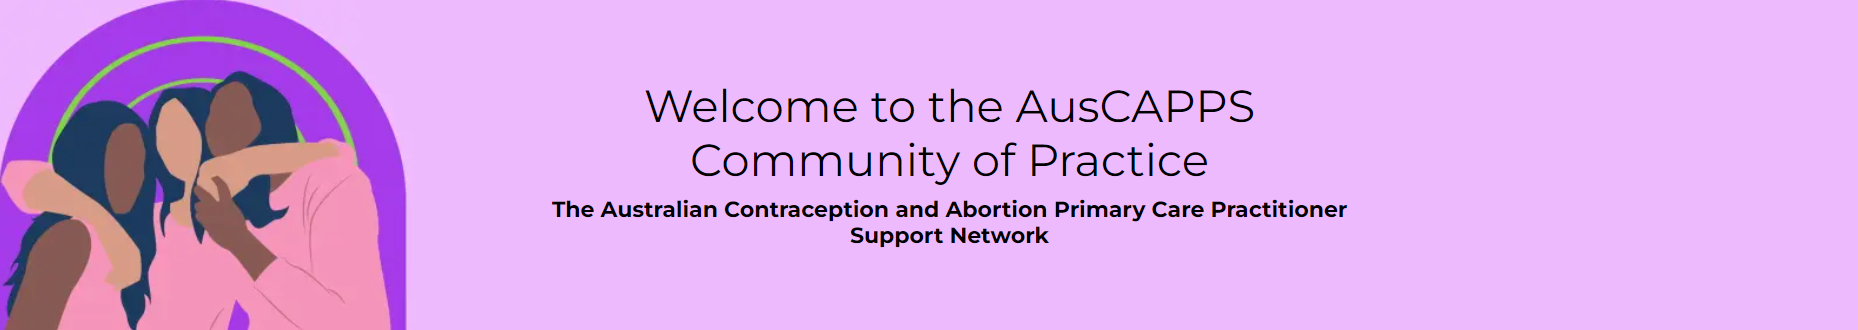 Welcome to the AusCAPPS
Community of Practice
The Australian Contraception and Abortion Primary Care Practitioner
Support Network